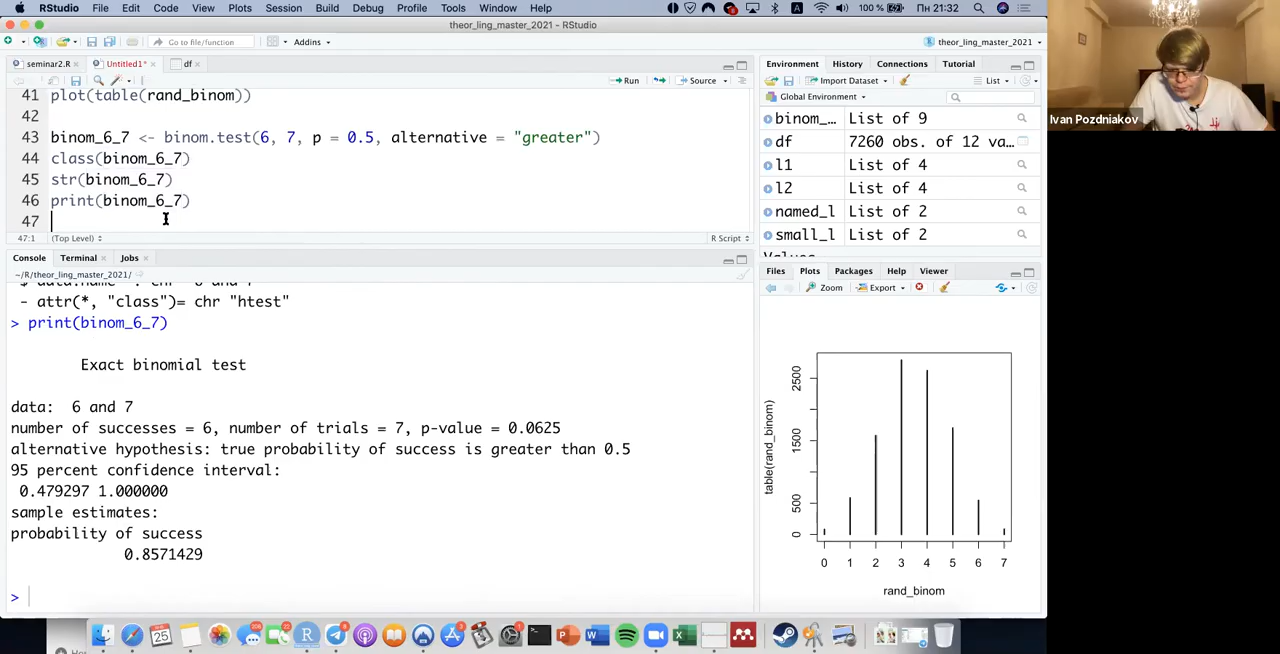 RStudio File Edit Code View Plots Session Build Debug Profile Tools Window Help 100 % Пн 21:32
theor_ling_master_2021 - RStudio
Go to file/function Addins theor_ling_master_2021
seminar2.R Untitled1* df
Run Source
41 plot(table(rand_binom))
42
43 binom_6_7 <- binom.test(6, 7, p = 0.5, alternative = "greater")
44 class(binom_6_7)
45 str(binom_6_7)
46 print(binom_6_7)
47
47:1 (Top Level) R Script
Console Terminal Jobs
~/R/theor_ling_master_2021/
- attr(*, "class")= chr "htest"
> print(binom_6_7)
Exact binomial test
data: 6 and 7
number of successes = 6, number of trials = 7, p-value = 0.0625
alternative hypothesis: true probability of success is greater than 0.5
95 percent confidence interval:
0.479297 1.000000
sample estimates:
probability of success
0.8571429
>
Environment History Connections Tutorial
Import Dataset List
Global Environment
binom_… List of 9
df 7260 obs. of 12 va…
l1 List of 4
l2 List of 4
named_l List of 2
small_l List of 2
Files Plots Packages Help Viewer
Zoom Export
table(rand_binom)
0 500 1500 2500
0 1 2 3 4 5 6 7
rand_binom
Ivan Pozdniakov